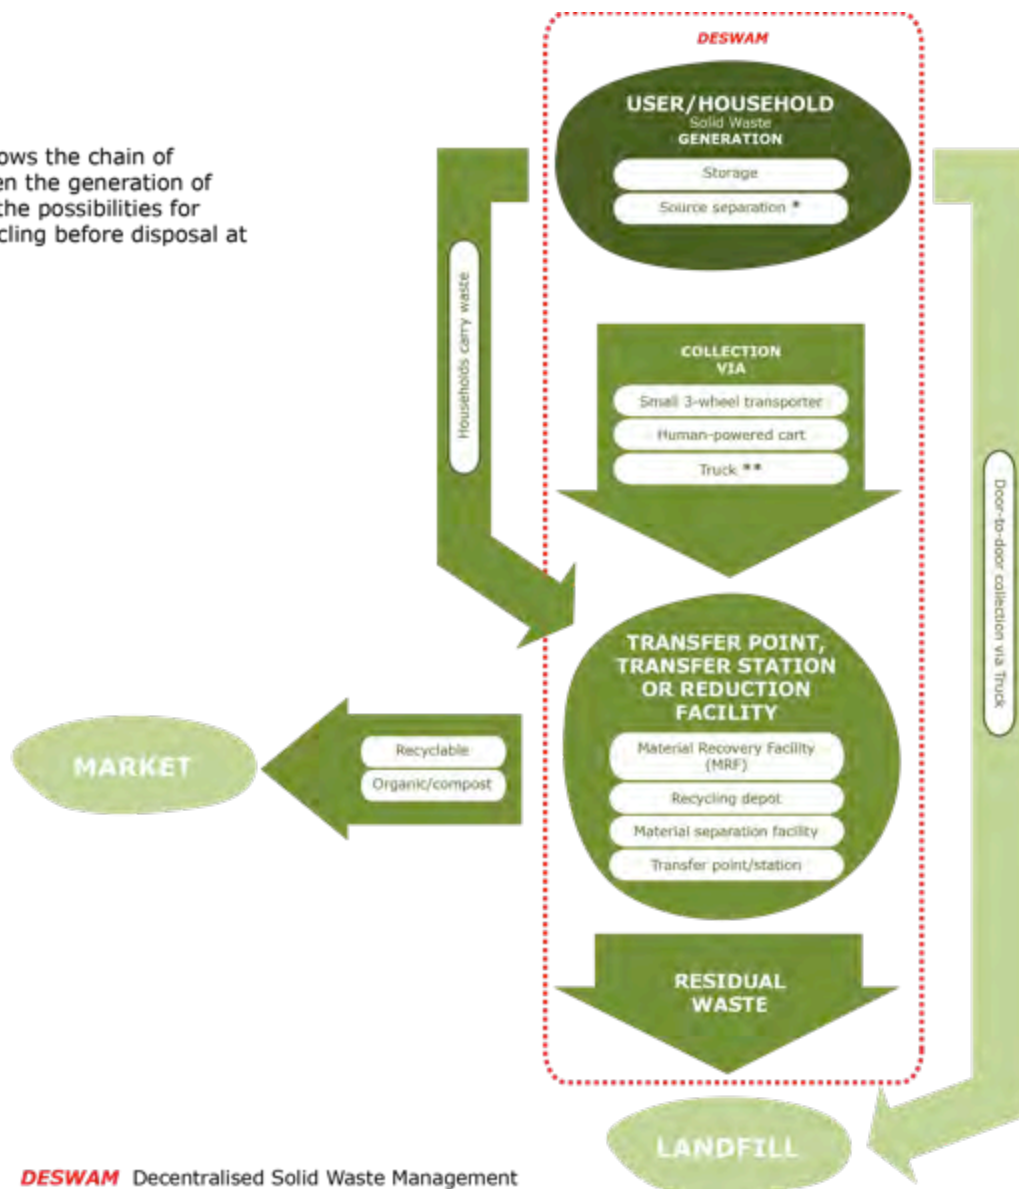 DESWAM
USER/HOUSEHOLD
Solid Waste
GENERATION
Storage
Source separation *
ows the chain of
en the generation of
the possibilities for
cling before disposal at
Households carry waste
COLLECTION
VIA
Small 3-wheel transporter
Human-powered cart
Truck **
Door-to-door collection via Truck
TRANSFER POINT,
TRANSFER STATION
OR REDUCTION
FACILITY
Material Recovery Facility
(MRF)
Recycling depot
Material separation facility
Transfer point/station
MARKET
Recyclable
Organic/compost
RESIDUAL
WASTE
LANDFILL
DESWAM Decentralised Solid Waste Management